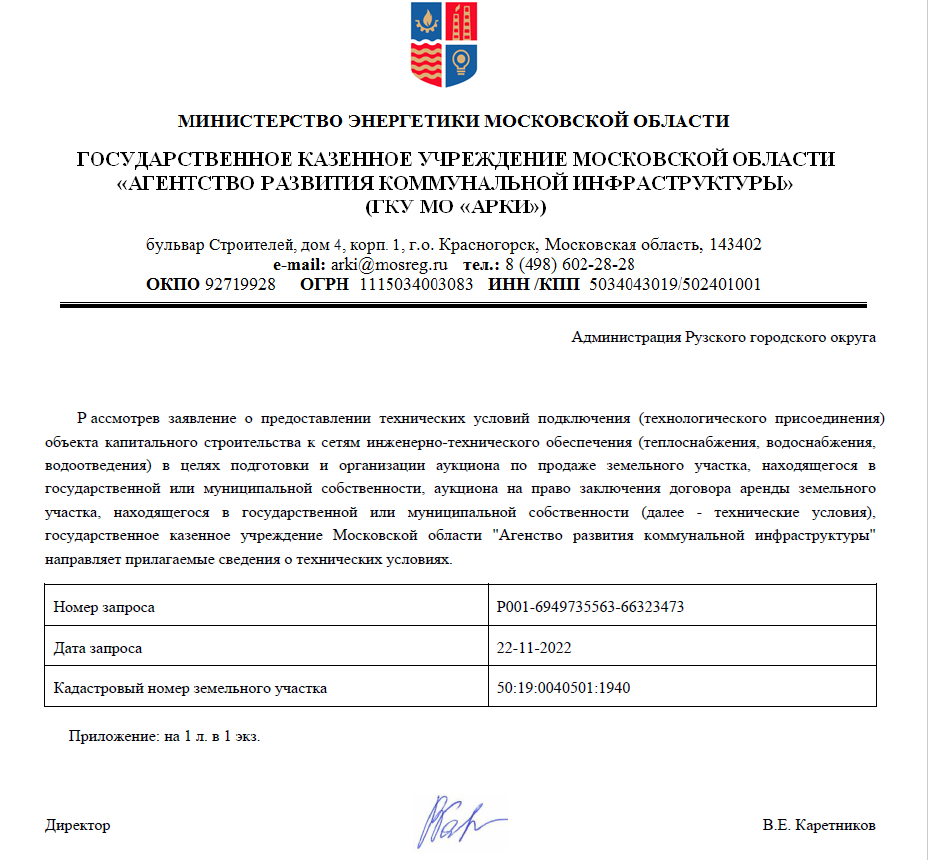 МИНИСТЕРСТВО ЭНЕРГЕТИКИ МОСКОВСКОЙ ОБЛАСТИ
ГОСУДАРСТВЕННОЕ КАЗЕННОЕ УЧРЕЖДЕНИЕ МОСКОВСКОЙ ОБЛАСТИ
«АГЕНТСТВО РАЗВИТИЯ КОММУНАЛЬНОЙ ИНФРАСТРУКТУРЫ»
(ГКУ МО «АРКИ»)
бульвар Строителей, дом 4, корп. 1, г.о. Красногорск, Московская область, 143402
e-mail: arki@mosreg.ru тел.: 8 (498) 602-28-28
ОКПО 92719928 ОГРН 1115034003083 ИНН /КПП 5034043019/502401001
Администрация Рузского городского округа
Р ассмотрев заявление о предоставлении технических условий подключения (технологического присоединения)
объекта капитального строительства к сетям инженерно-технического обеспечения (теплоснабжения, водоснабжения,
водоотведения) в целях подготовки и организации аукциона по продаже земельного участка, находящегося в
государственной или муниципальной собственности, аукциона на право заключения договора аренды земельного
участка, находящегося в государственной или муниципальной собственности (далее - технические условия),
государственное казенное учреждение Московской области "Агенство развития коммунальной инфраструктуры"
направляет прилагаемые сведения о технических условиях.
Номер запроса P001-6949735563-66323473
Дата запроса 22-11-2022
Кадастровый номер земельного участка 50:19:0040501:1940
Приложение: на 1 л. в 1 экз.
Директор В.Е. Каретников